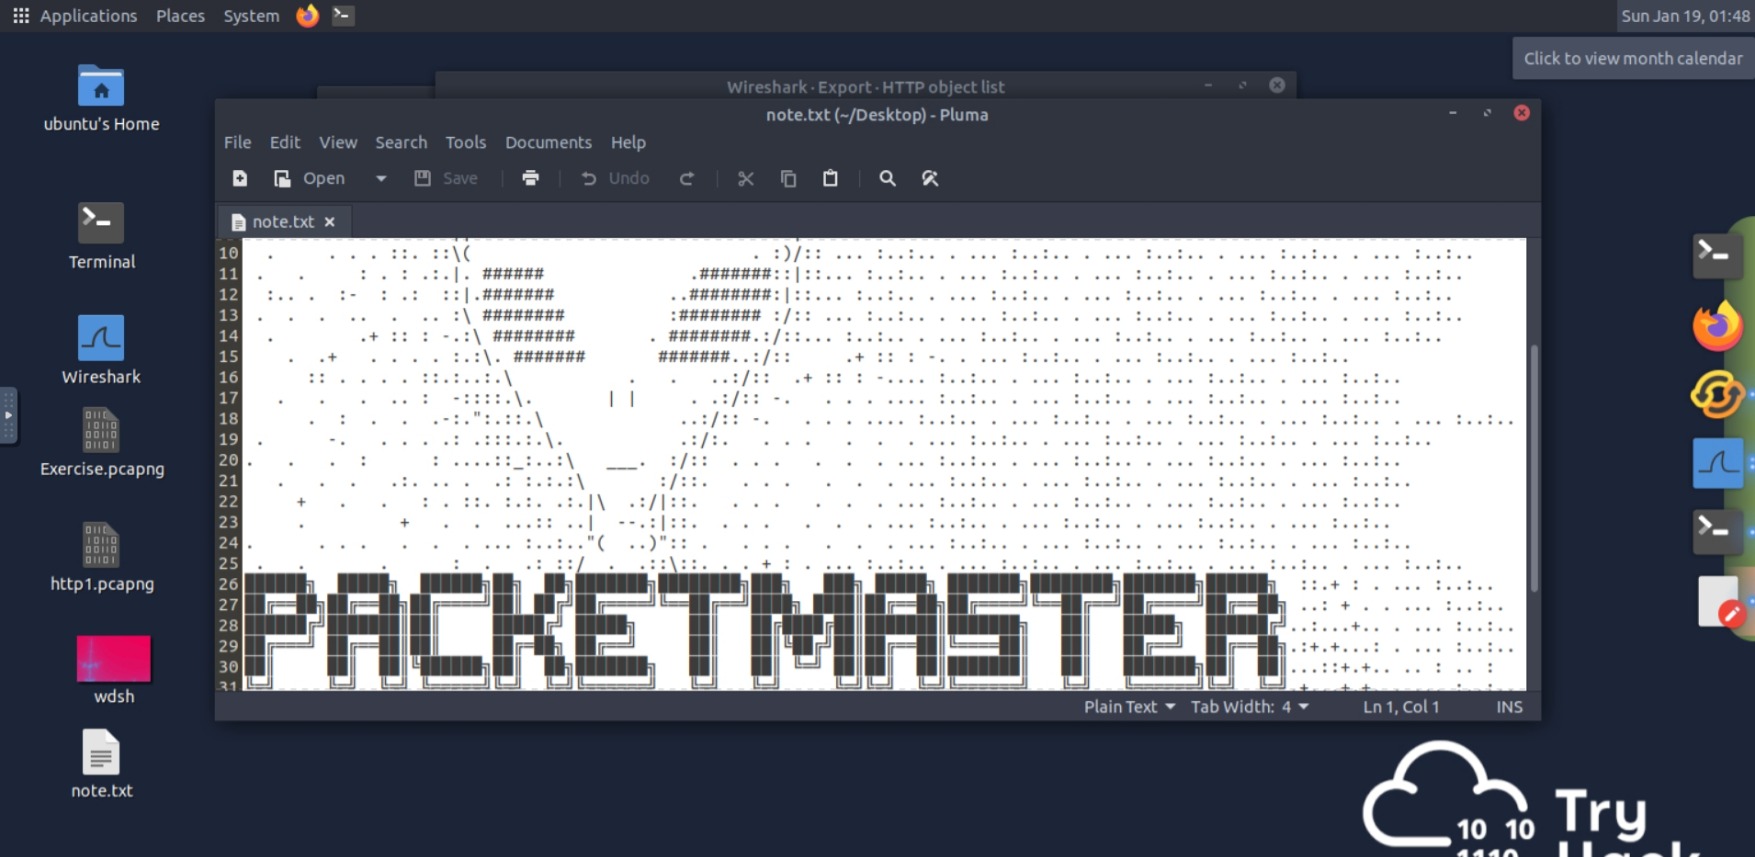 Applications Places System Sun Jan 19, 01:48
Click to view month calendar
Wireshark · Export · HTTP object list
note.txt (~/Desktop) - Pluma
File Edit View Search Tools Documents Help
Open Save Undo
note.txt
10
11
12
13
14
15
16
17
18
19
20
21
22
23
24
25
26
27
28
29
30
31
PACKETMASTER
Plain Text Tab Width: 4 Ln 1, Col 1 INS
ubuntu's Home
Terminal
Wireshark
Exercise.pcapng
http1.pcapng
wdsh
note.txt
Try
10 10